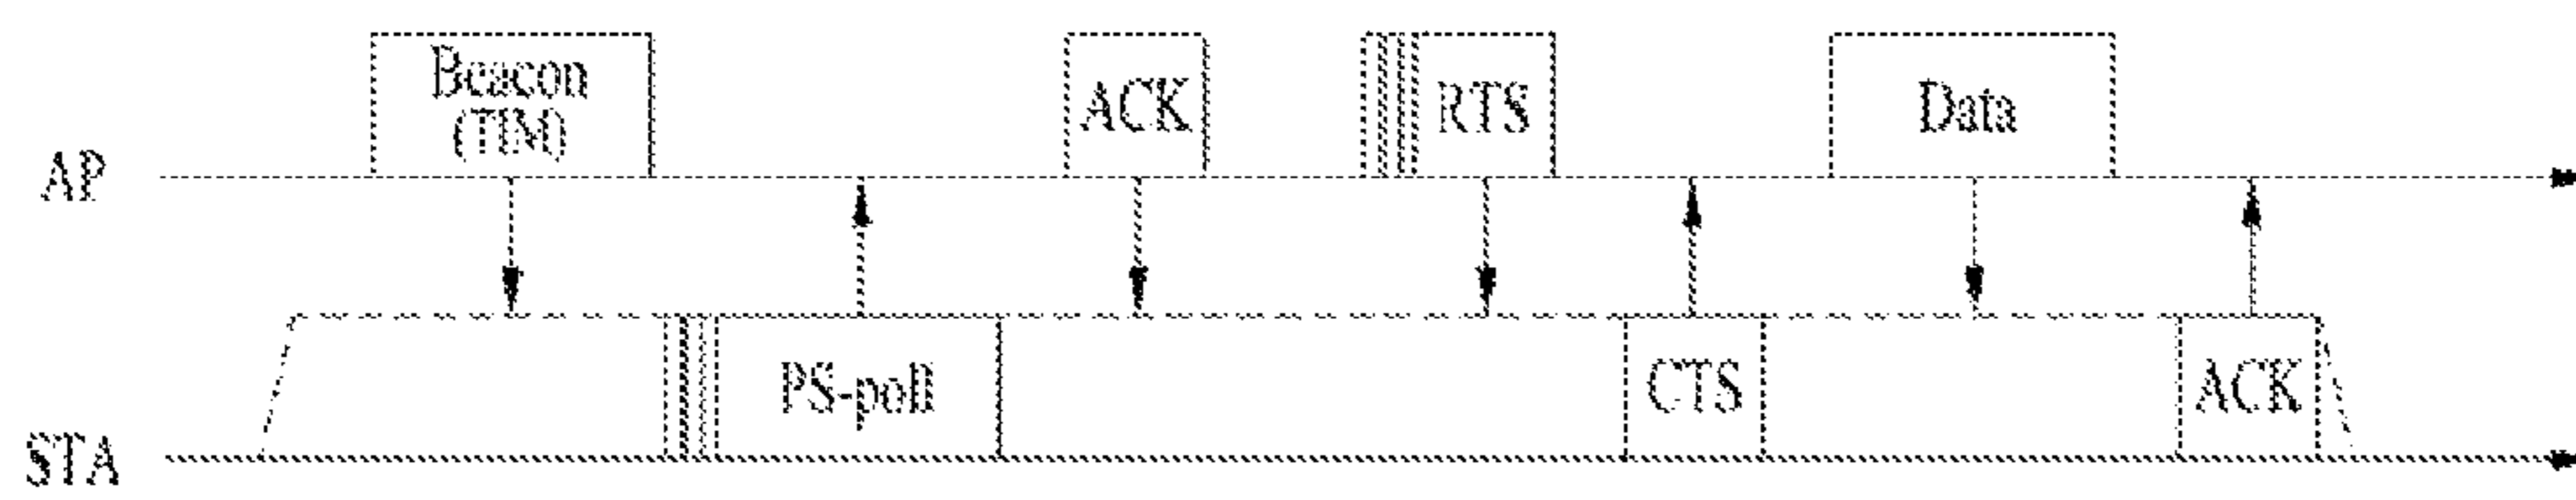 Beacon
(TIM)
ACK
RTS
Data
AP
PS-poll
CTS
ACK
STA